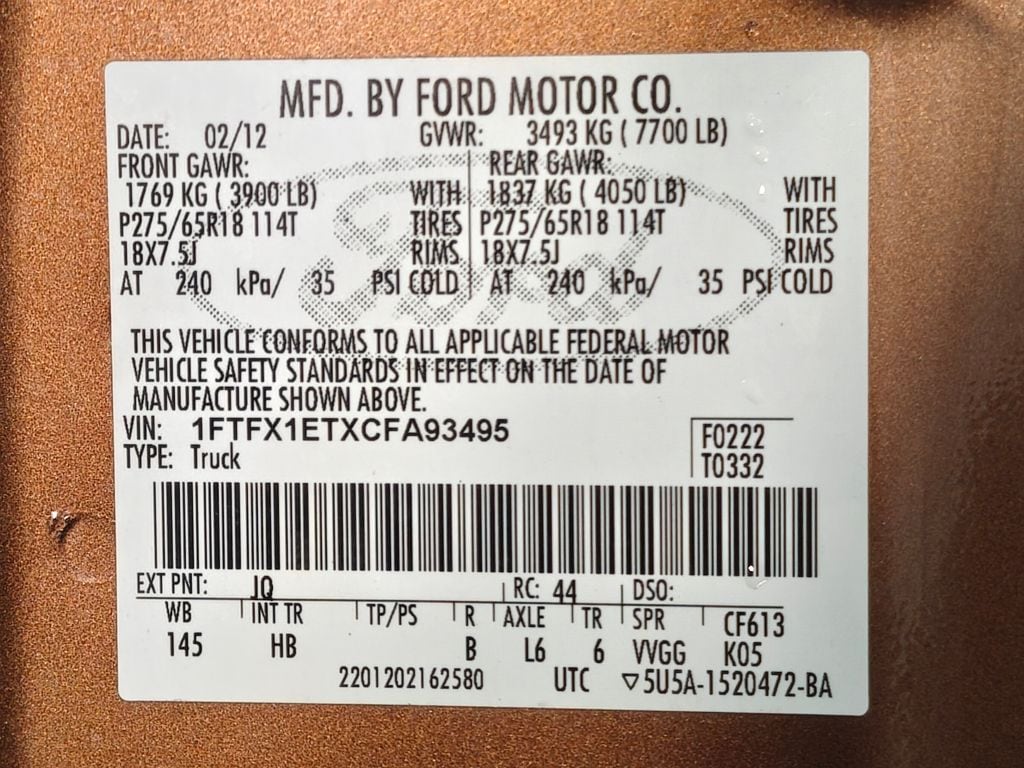 MFD. BY FORD MOTOR CO.
DATE: 02/12 GVWR: 3493 KG ( 7700 LB)
FRONT GAWR: REAR GAWR:
1769 KG ( 3900 LB) WITH 1837 KG ( 4050 LB) WITH
P275/65R18 114T TIRES P275/65R18 114T TIRES
18X7.5J RIMS 18X7.5J RIMS
AT 240 kPa/ 35 PSI COLD AT 240 kPa/ 35 PSI COLD
Ford
THIS VEHICLE CONFORMS TO ALL APPLICABLE FEDERAL MOTOR
VEHICLE SAFETY STANDARDS IN EFFECT ON THE DATE OF
MANUFACTURE SHOWN ABOVE.
VIN: 1FTFX1ETXCFA93495 F0222
TYPE: Truck T0332
EXT PNT: JQ RC: 44 DSO:
WB INT TR TP/PS R AXLE TR SPR CF613
145 HB B L6 6 VVGG K05
2201202162580 UTC ▽5U5A-1520472-BA